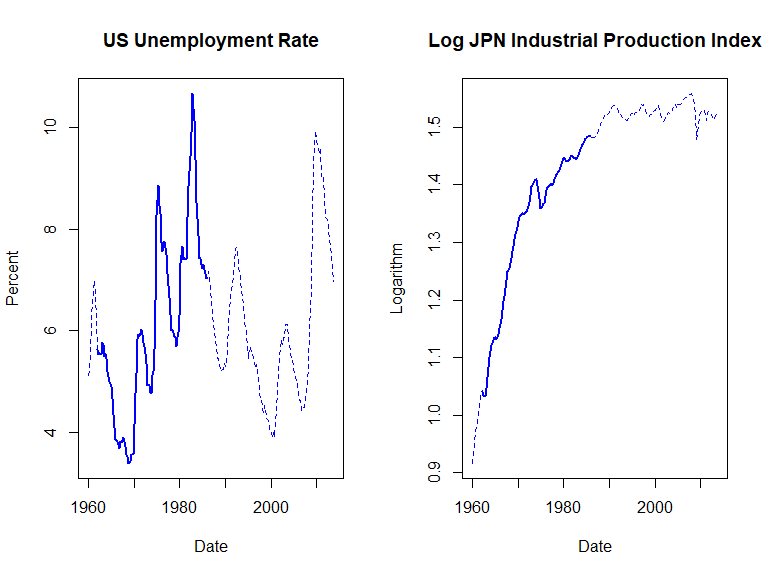 US Unemployment Rate
Percent
10
8
6
4
1960 1980 2000
Date
Log JPN Industrial Production Index
Logarithm
1.5
1.4
1.3
1.2
1.1
1.0
0.9
1960 1980 2000
Date